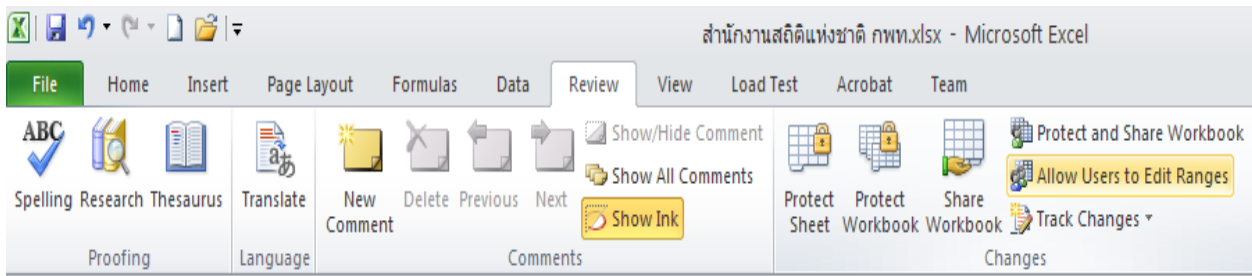 สำนักงานสถิติแห่งชาติ กพท.xlsx - Microsoft Excel
File Home Insert Page Layout Formulas Data Review View Load Test Acrobat Team
ABC
Spelling Research Thesaurus
Proofing
Translate
Language
New Comment
Delete Previous Next
Show/Hide Comment
Show All Comments
Show Ink
Comments
Protect Sheet
Protect Workbook
Share Workbook
Protect and Share Workbook
Allow Users to Edit Ranges
Track Changes
Changes